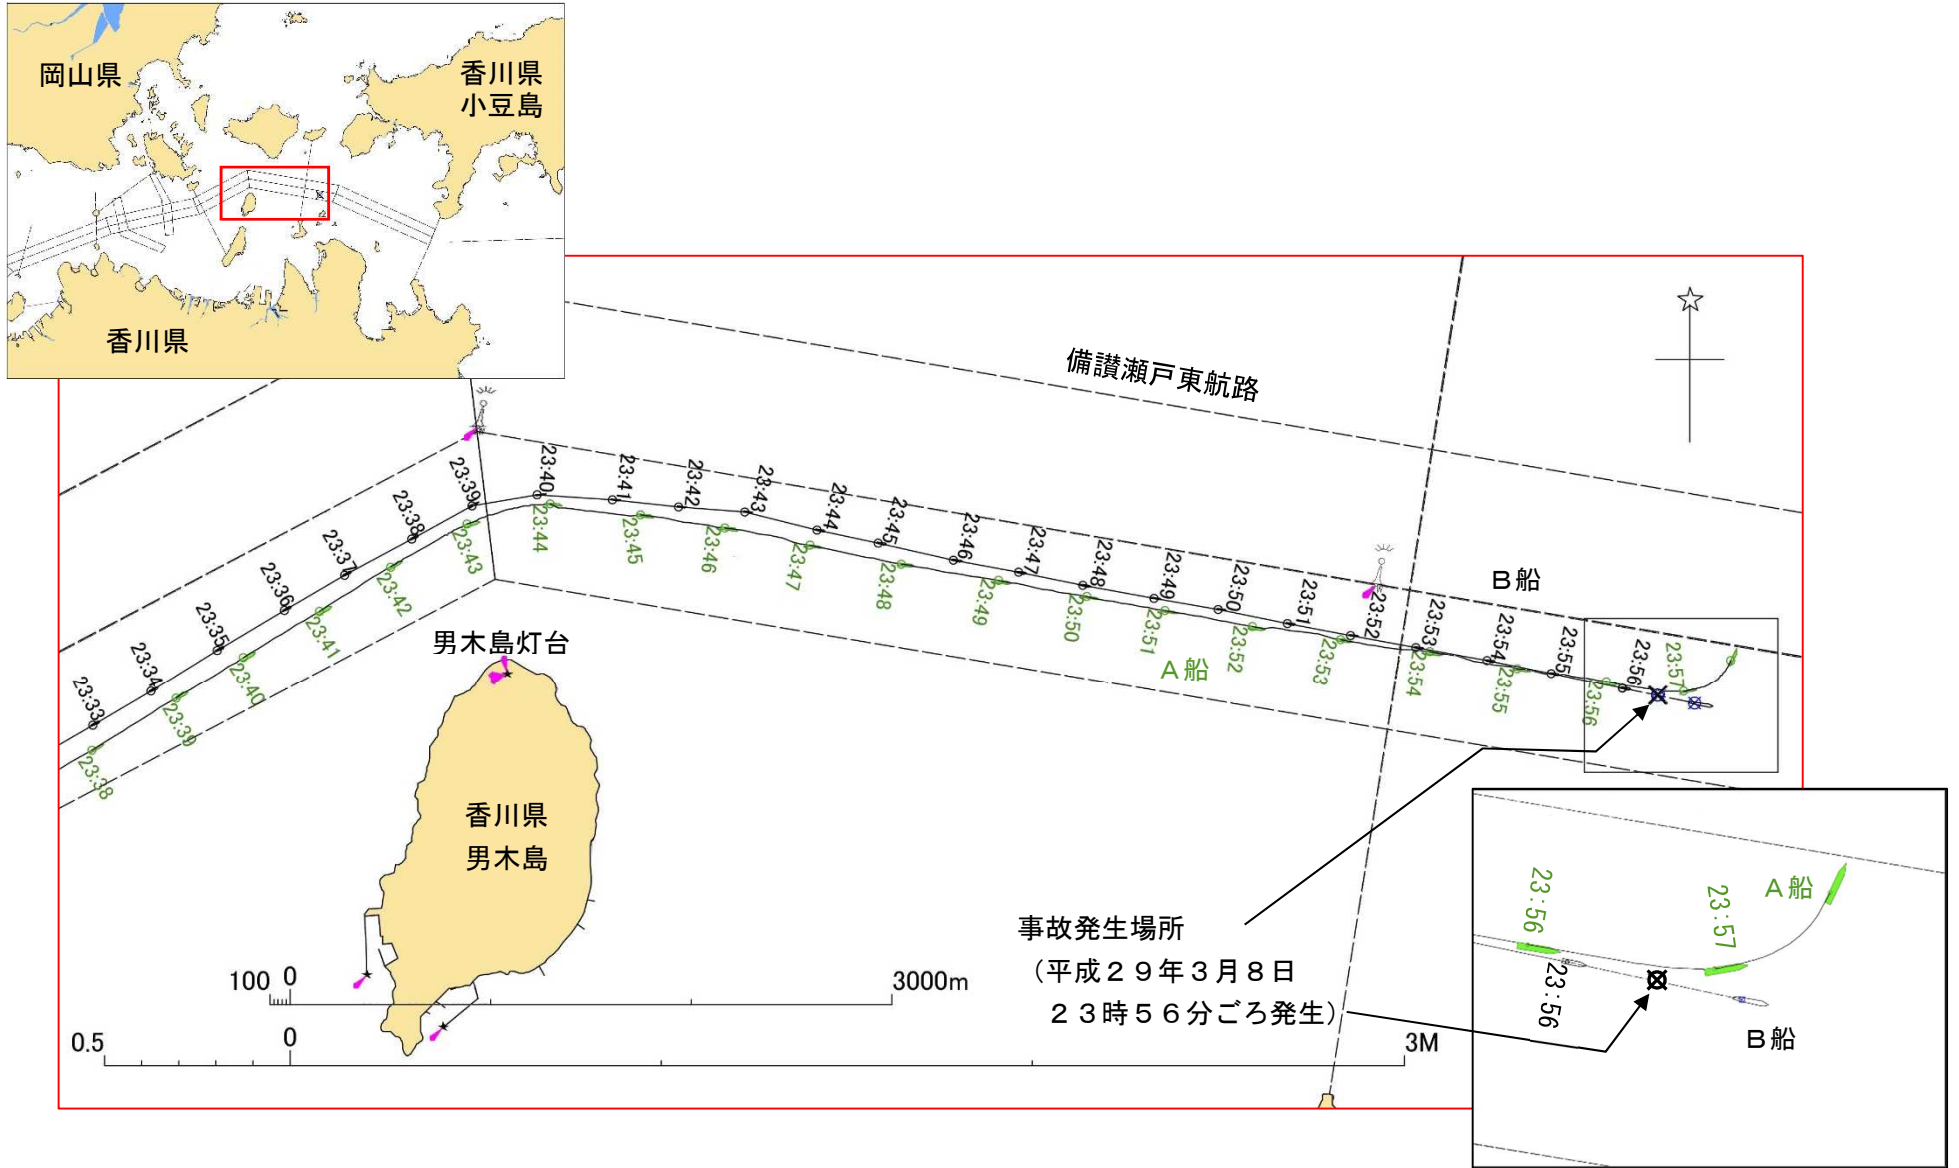 岡山県
香川県
小豆島
香川県
備讃瀬戸東航路
23:33
23:34
23:35
23:36
23:37
23:38
23:39
23:40
23:41
23:42
23:43
23:44
23:45
23:46
23:47
23:48
23:49
23:50
23:51
23:52
23:53
23:54
23:55
23:56
B船
23:38
23:39
23:40
23:41
23:42
23:43
23:44
23:45
23:46
23:47
23:48
23:49
23:50
23:51
23:52
23:53
23:54
23:55
23:56
23:57
A船
男木島灯台
香川県
男木島
100 0
3000m
0.5
0
3M
事故発生場所
（平成２９年３月８日
２３時５６分ごろ発生）
23:56
23:57
A船
23:56
B船